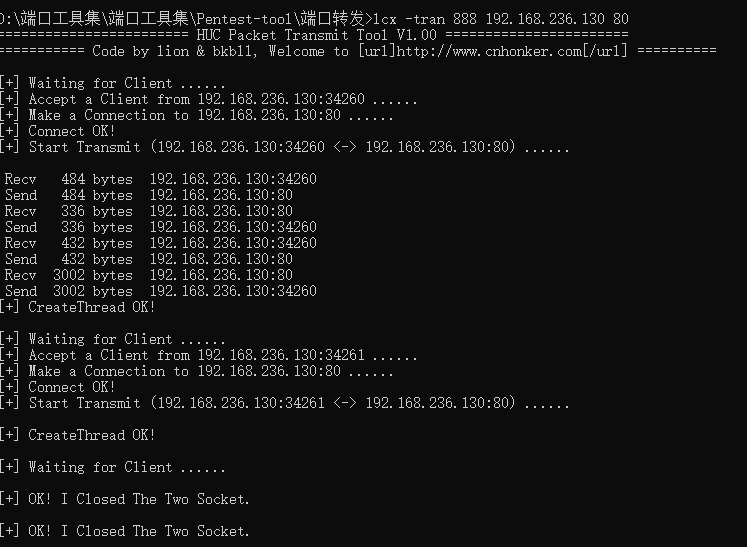 D:\端口工具集\端口工具集\Pentest-tool\端口转发>lcx -tran 888 192.168.236.130 80
======================== HUC Packet Transmit Tool V1.00 =======================
=========== Code by lion & bkbll, Welcome to [url]http://www.cnhonker.com[/url] ==========
[+] Waiting for Client ......
[+] Accept a Client from 192.168.236.130:34260 ......
[+] Make a Connection to 192.168.236.130:80 ......
[+] Connect OK!
[+] Start Transmit (192.168.236.130:34260 <-> 192.168.236.130:80) ......
Recv   484 bytes  192.168.236.130:34260
Send   484 bytes  192.168.236.130:80
Recv   336 bytes  192.168.236.130:80
Send   336 bytes  192.168.236.130:34260
Recv   432 bytes  192.168.236.130:34260
Send   432 bytes  192.168.236.130:80
Recv  3002 bytes  192.168.236.130:80
Send  3002 bytes  192.168.236.130:34260
[+] CreateThread OK!
[+] Waiting for Client ......
[+] Accept a Client from 192.168.236.130:34261 ......
[+] Make a Connection to 192.168.236.130:80 ......
[+] Connect OK!
[+] Start Transmit (192.168.236.130:34261 <-> 192.168.236.130:80) ......
[+] CreateThread OK!
[+] Waiting for Client ......
[+] OK! I Closed The Two Socket.
[+] OK! I Closed The Two Socket.